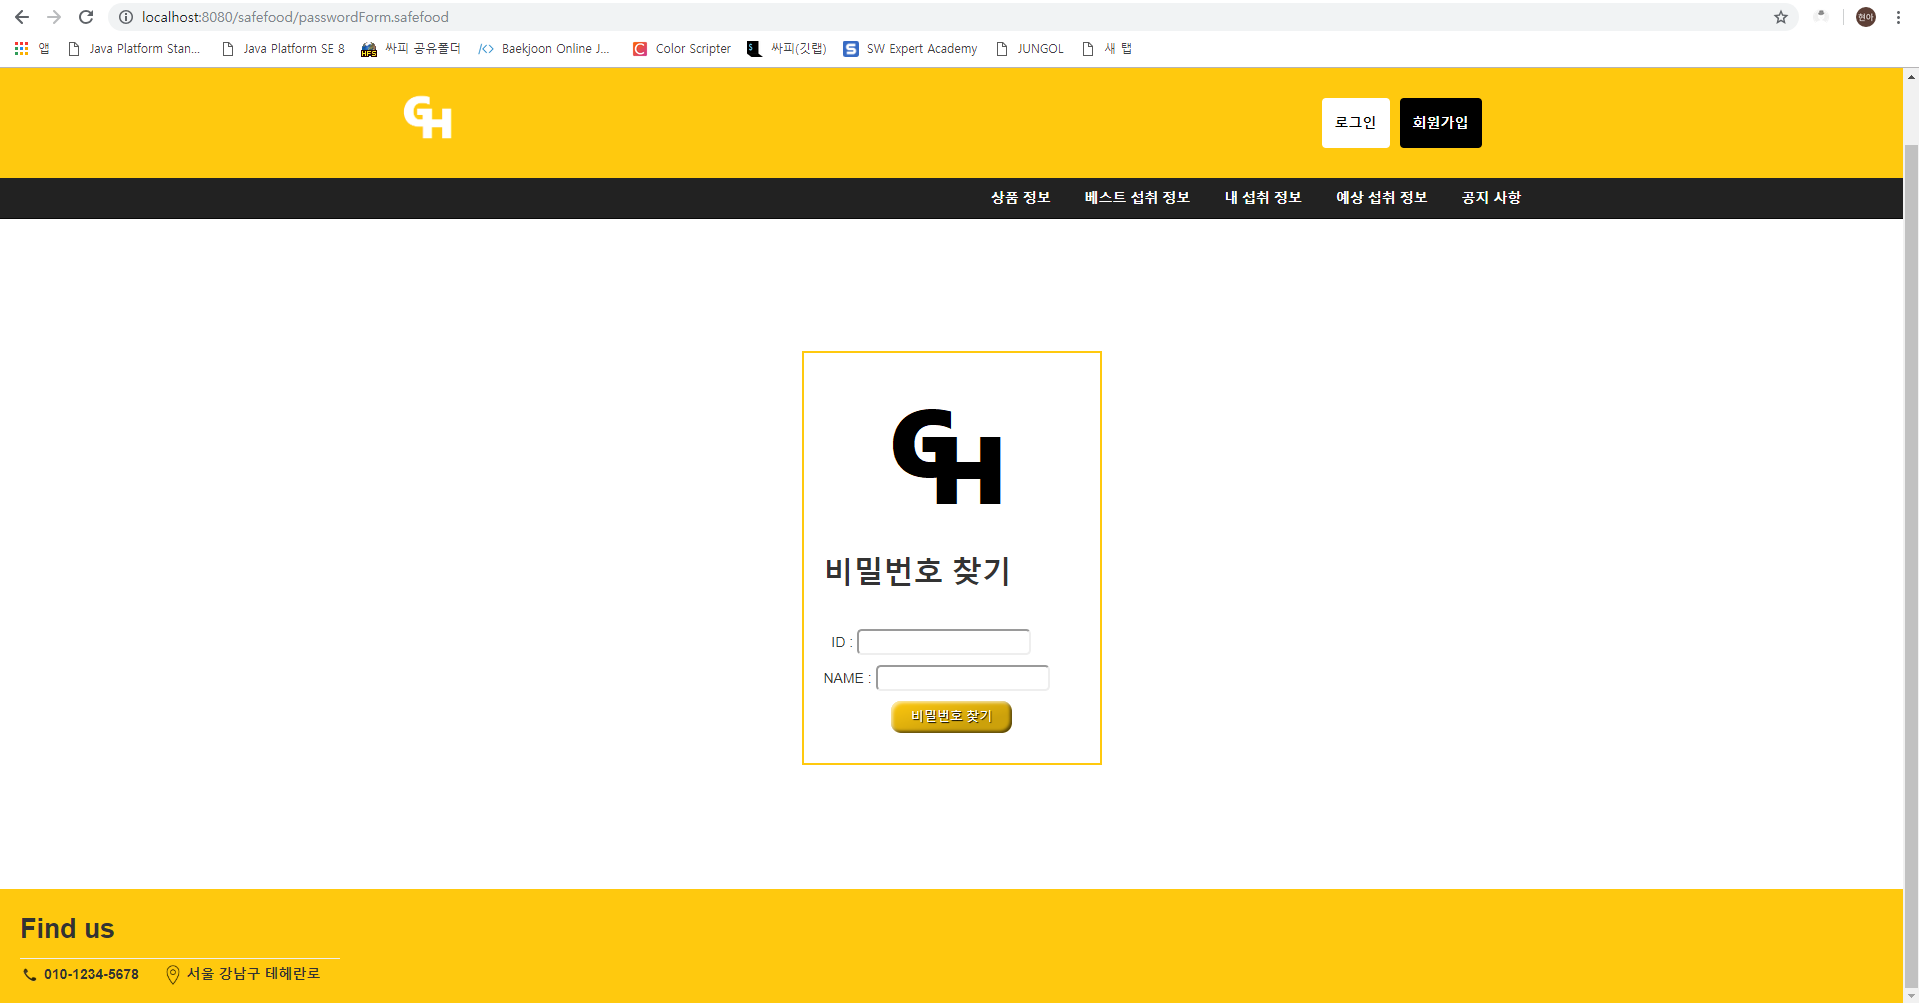 localhost:8080/safefood/passwordForm.safefood
현아
앱 Java Platform Stan... Java Platform SE 8 HFS 싸피 공유폴더 </> Baekjoon Online J... C Color Scripter $ 싸피(깃랩) S SW Expert Academy JUNGOL 새 탭
GH 로그인 회원가입
상품 정보 베스트 섭취 정보 내 섭취 정보 예상 섭취 정보 공지 사항
GH
비밀번호 찾기
ID :
NAME :
비밀번호 찾기
Find us
010-1234-5678 서울 강남구 테헤란로